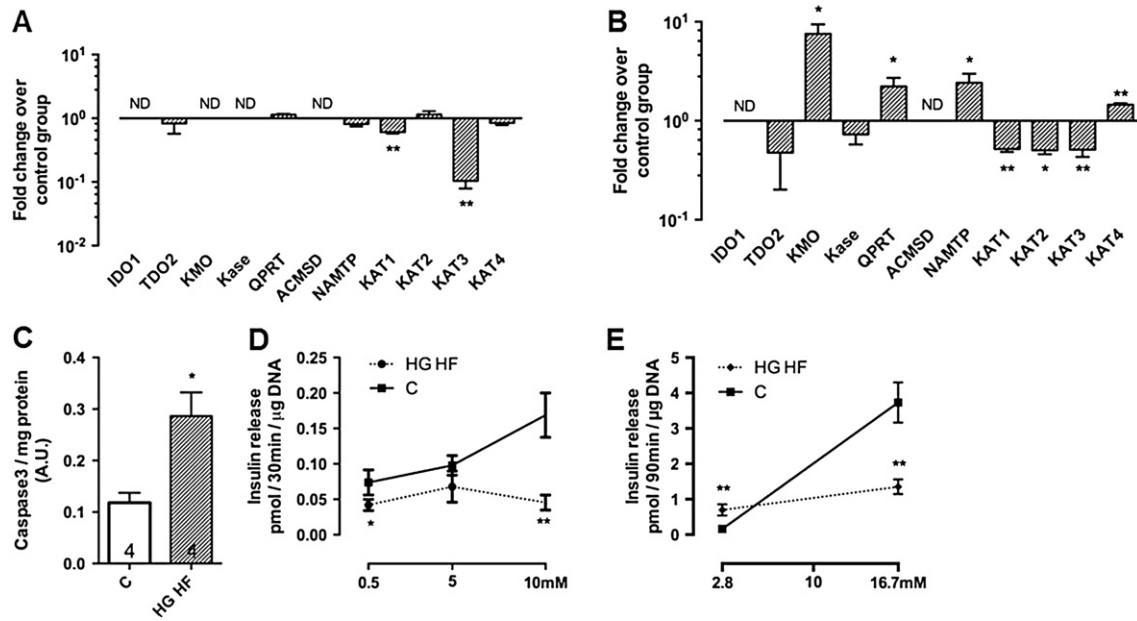 A
Fold change over
control group
10¹
10⁰
10⁻¹
10⁻²
ND
ND
ND
ND
**
**
IDO1
TDO2
KMO
Kase
QPRT
ACMSD
NAMTP
KAT1
KAT2
KAT3
KAT4
B
Fold change over
control group
10¹
10⁰
10⁻¹
ND
*
*
ND
*
**
*
**
**
IDO1
TDO2
KMO
Kase
QPRT
ACMSD
NAMTP
KAT1
KAT2
KAT3
KAT4
C
Caspase3 / mg protein
(A.U.)
0.4
0.3
0.2
0.1
0.0
*
4
4
C
HG HF
D
Insulin release
pmol / 30min / µg DNA
HG HF
C
0.25
0.20
0.15
0.10
0.05
0.00
*
**
0.5
5
10mM
E
Insulin release
pmol / 90min / µg DNA
HG HF
C
5
4
3
2
1
0
**
**
2.8
10
16.7mM